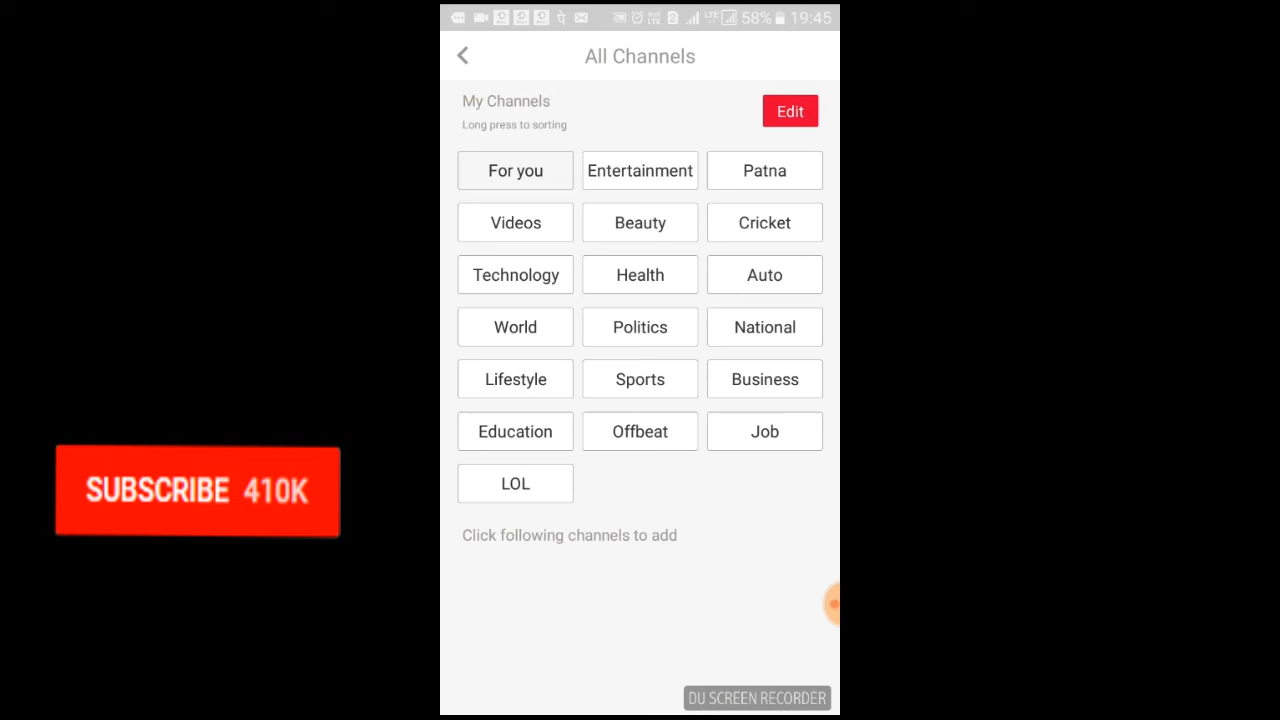 58% 19:45
All Channels
My Channels
Long press to sorting
Edit
For you Entertainment Patna
Videos Beauty Cricket
Technology Health Auto
World Politics National
Lifestyle Sports Business
Education Offbeat Job
LOL
SUBSCRIBE 410K
Click following channels to add
DU SCREEN RECORDER